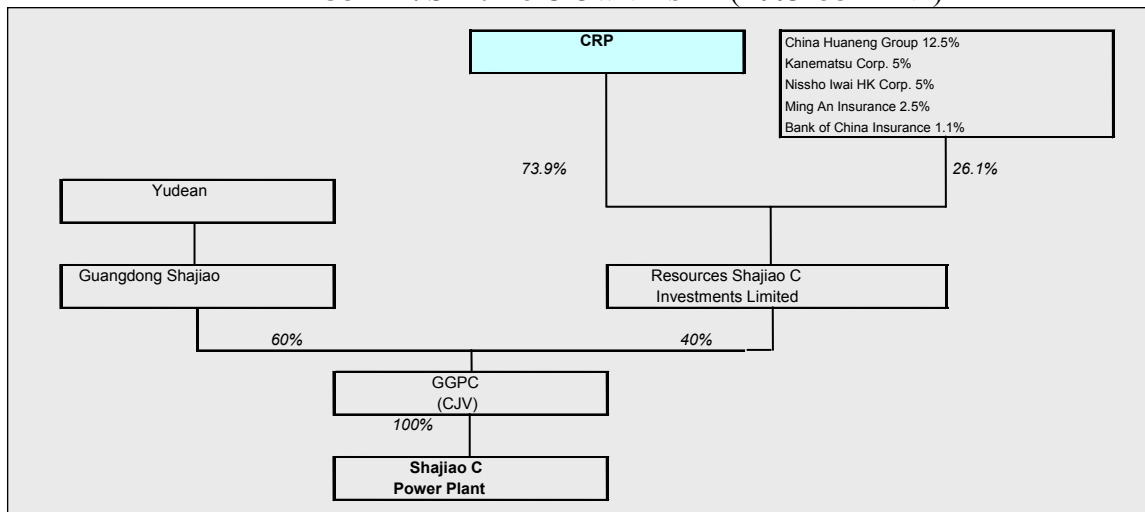 CRP
China Huaneng Group 12.5%
Kanematsu Corp. 5%
Nissho Iwai HK Corp. 5%
Ming An Insurance 2.5%
Bank of China Insurance 1.1%
73.9%
26.1%
Yudean
Guangdong Shajiao
Resources Shajiao C
Investments Limited
60%
40%
GGPC
(CJV)
100%
Shajiao C
Power Plant